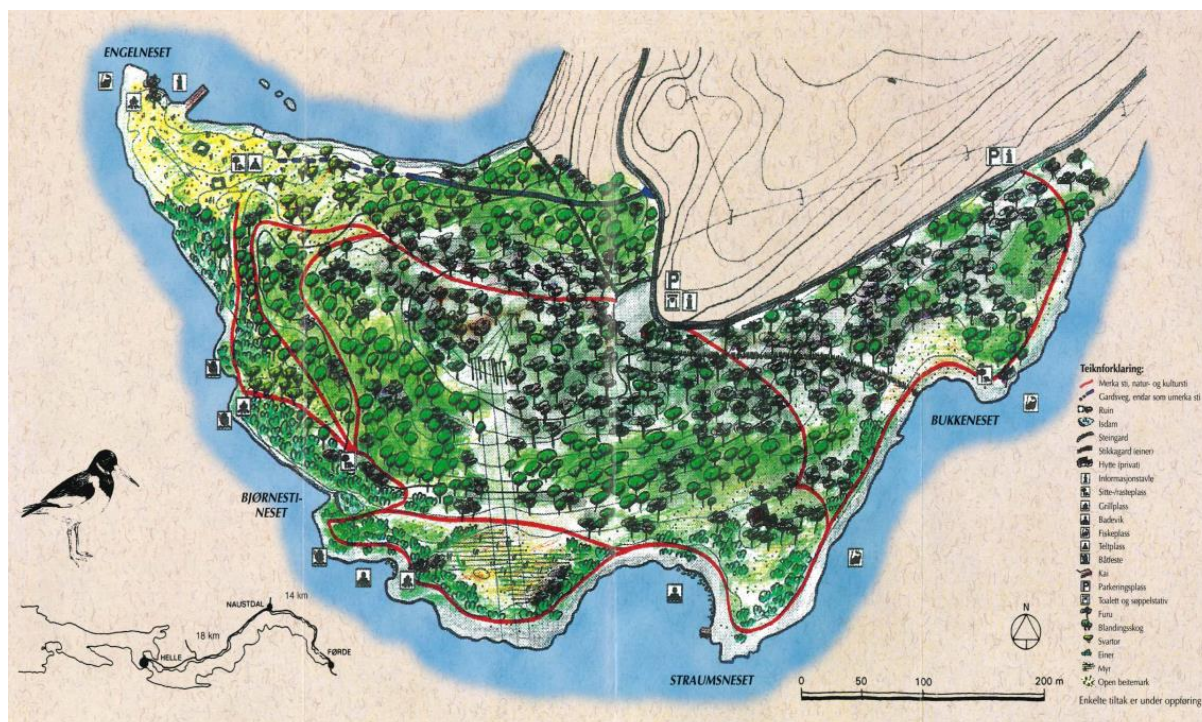 ENGELNESET
BUKKENESET
BJØRNESTI-
NESET
STRAUMSNESET
NAUSTDAL
14 km
18 km
HELLE
FØRDE
N
0 50 100 200 m
P
P
Teiknforklaring:
Merka sti, natur- og kultursti
Gardsveg, endar som umerka sti
Ruin
Isdam
Steingard
Stikkagard (einer)
Hytte (privat)
Informasjonstavle
Sitte-/rasteplass
Grillplass
Badevik
Fiskeplass
Teltplass
Båtfeste
Kai
P Parkeringsplass
Toalett og søppelstativ
Furu
Blandingsskog
Svartor
Einer
Myr
Open beitemark
Enkelte tiltak er under oppføring